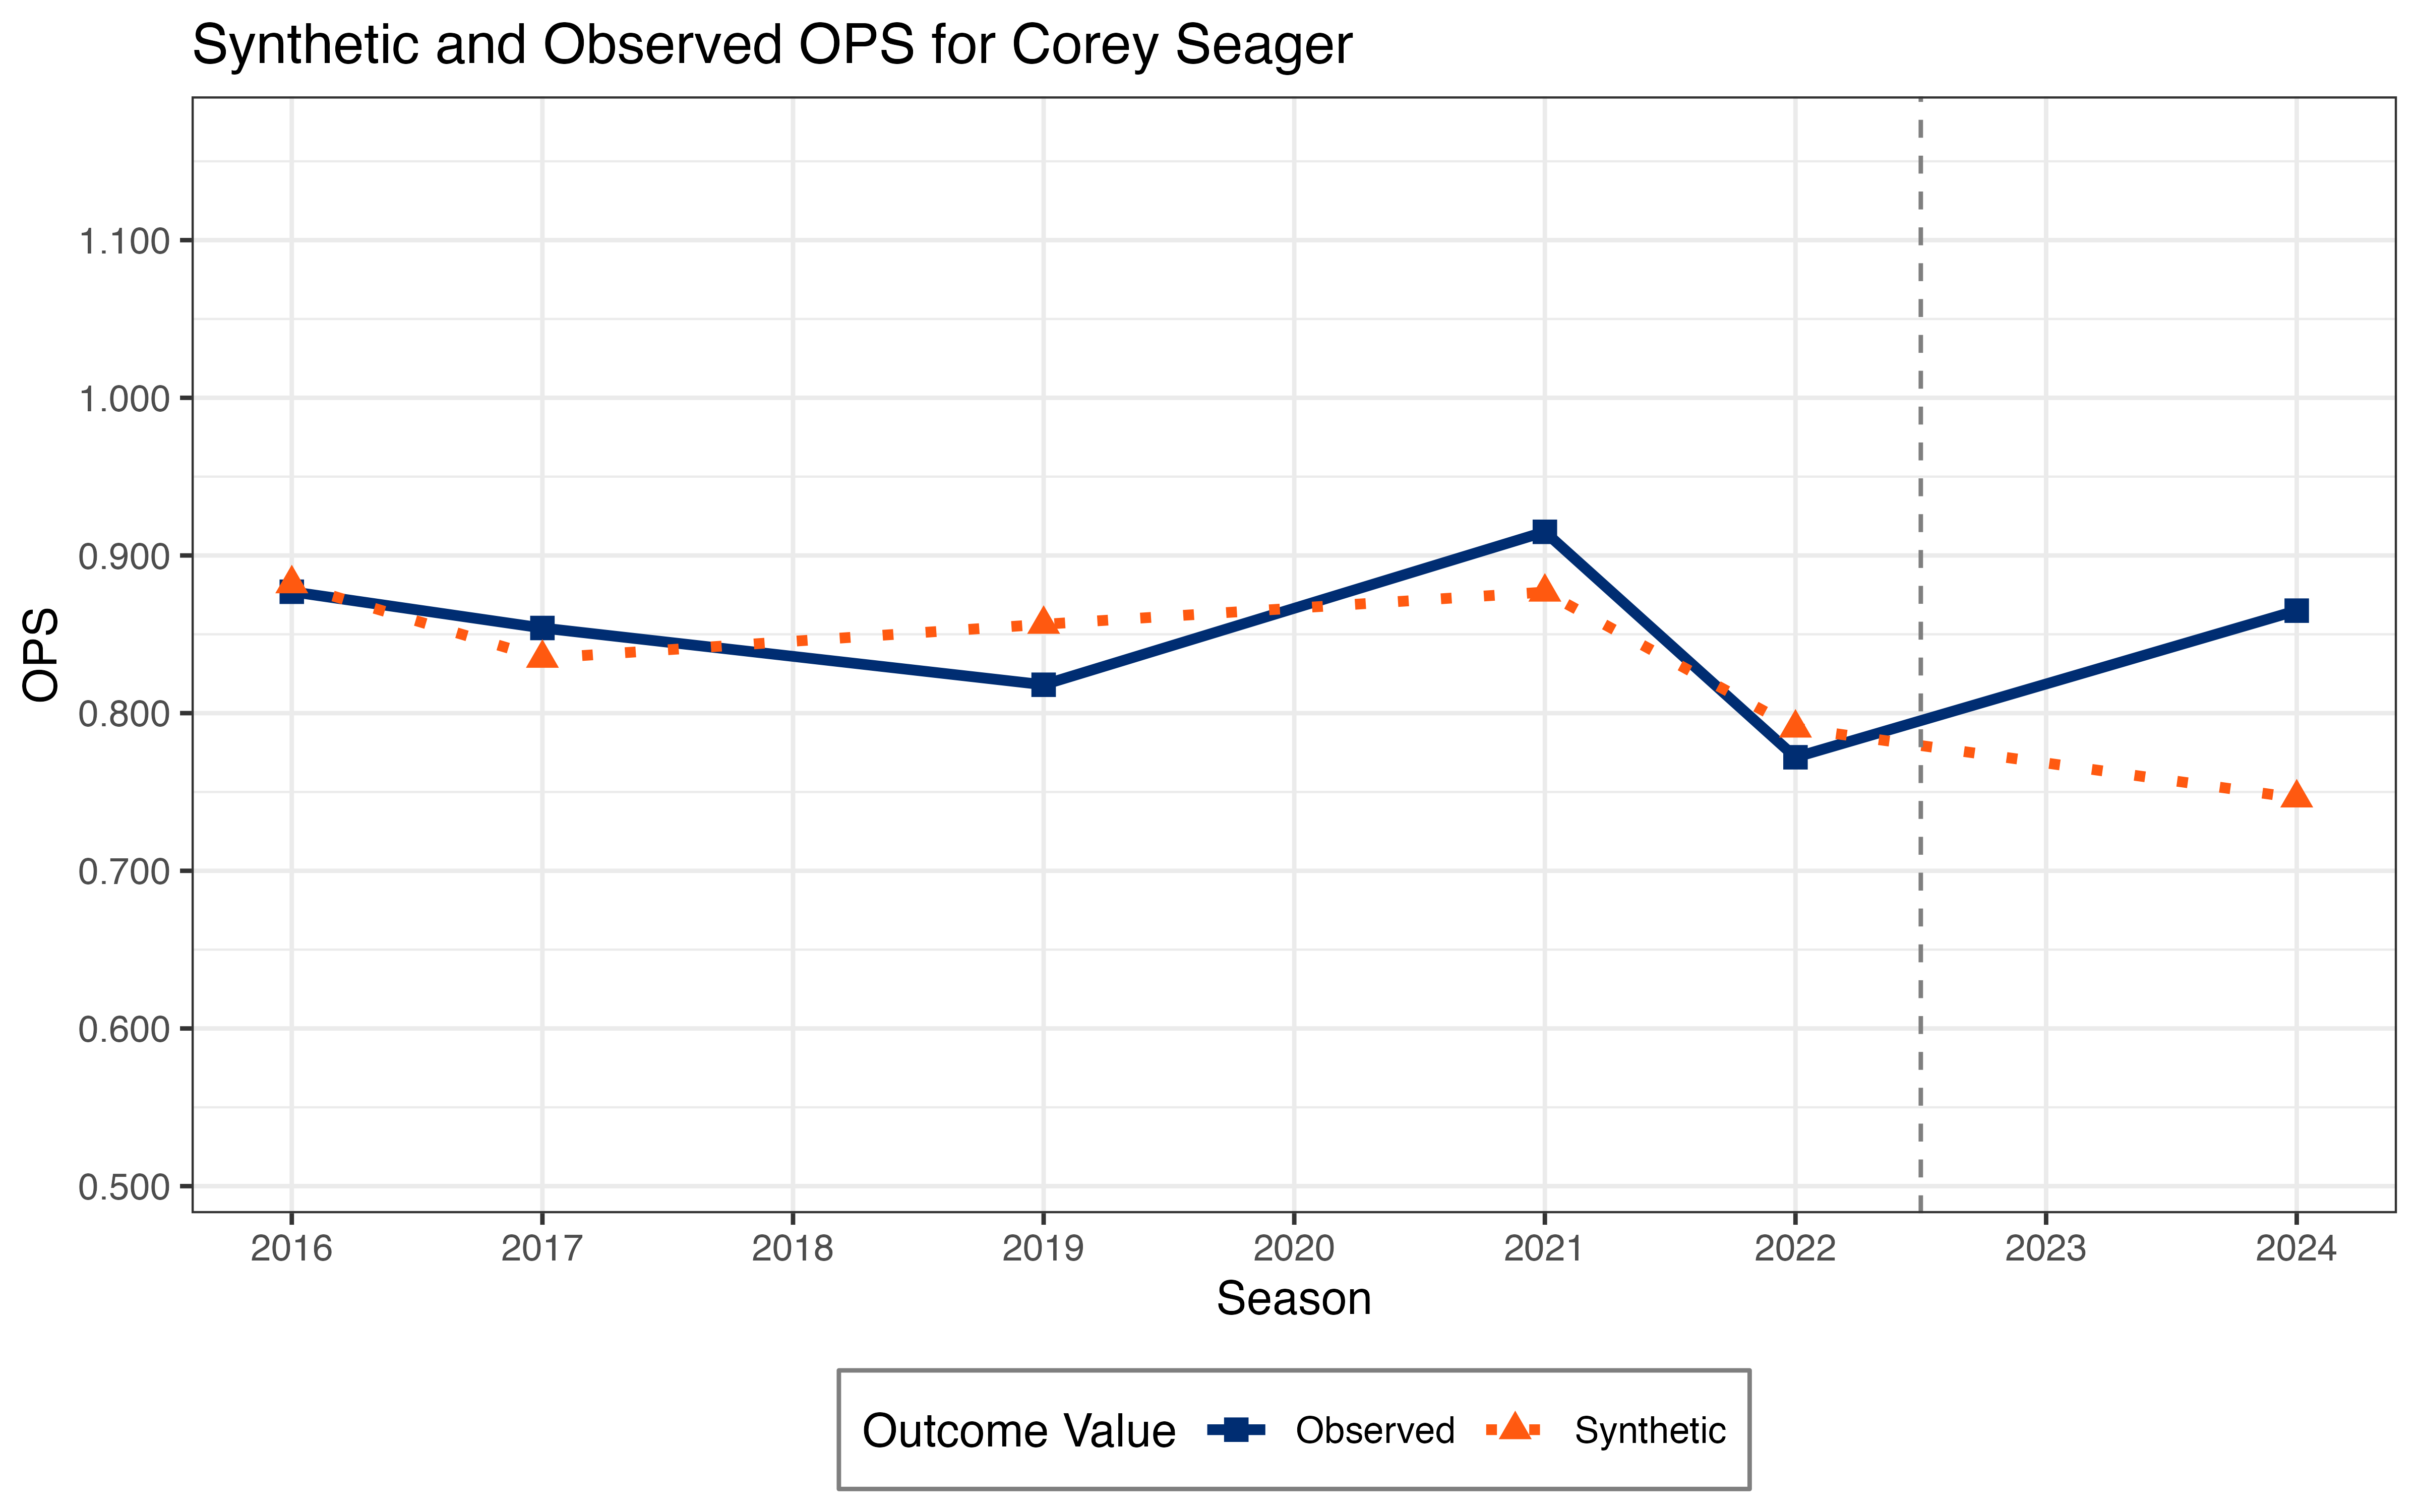 Synthetic and Observed OPS for Corey Seager
OPS
1.100
1.000
0.900
0.800
0.700
0.600
0.500
2016 2017 2018 2019 2020 2021 2022 2023 2024
Season
Outcome Value Observed Synthetic